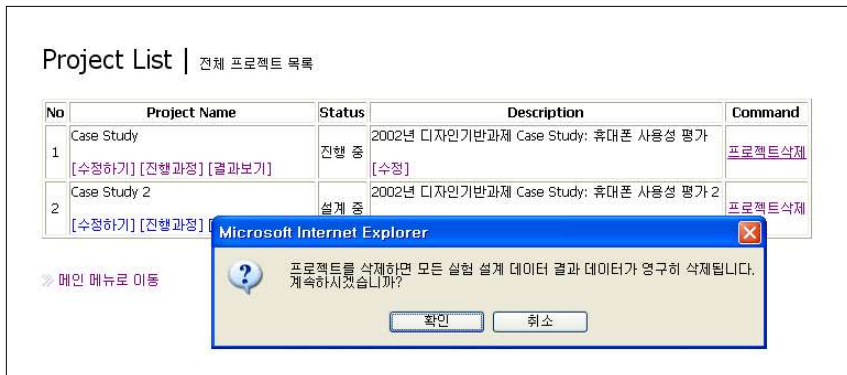 Project List | 전체 프로젝트 목록
No Project Name Status Description Command
1 Case Study 진행 중 2002년 디자인기반과제 Case Study: 휴대폰 사용성 평가 프로젝트삭제
[수정하기] [진행과정] [결과보기] [수정]
2 Case Study 2 설계 중 2002년 디자인기반과제 Case Study: 휴대폰 사용성 평가 2 프로젝트삭제
[수정하기] [진행과정] [
Microsoft Internet Explorer
프로젝트를 삭제하면 모든 실험 설계 데이터 결과 데이터가 영구히 삭제됩니다.
계속하시겠습니까?
확인 취소
메인 메뉴로 이동